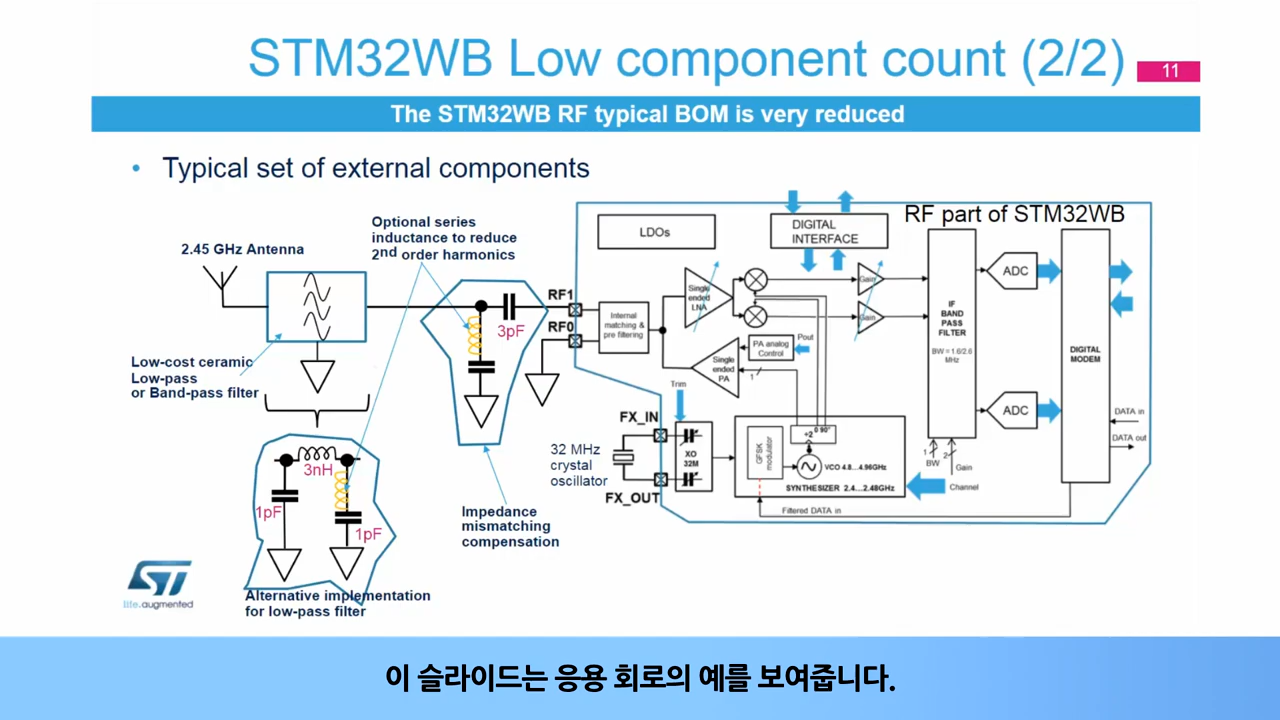 STM32WB Low component count (2/2)
11
The STM32WB RF typical BOM is very reduced
• Typical set of external components
2.45 GHz Antenna
Optional series
inductance to reduce
2nd order harmonics
Low-cost ceramic
Low-pass
or Band-pass filter
3nH
1pF
1pF
Alternative implementation
for low-pass filter
3pF
Impedance
mismatching
compensation
RF1
RF0
32 MHz
crystal
oscillator
FX_IN
FX_OUT
RF part of STM32WB
LDOs
DIGITAL
INTERFACE
Internal
matching &
pre filtering
Single
ended
LNA
Gain
Gain
PA analog
Control
Pout
Single
ended
PA
1
Trim
XO
32M
GFSK
modulator
÷2
0 90°
VCO 4.8...4.96GHz
SYNTHESIZER 2.4...2.48GHz
Filtered DATA in
IF
BAND
PASS
FILTER
BW = 1.6/2.6
MHz
ADC
ADC
1
2
BW
Gain
Channel
DIGITAL
MODEM
DATA in
DATA out
ST
life.augmented
이 슬라이드는 응용 회로의 예를 보여줍니다.